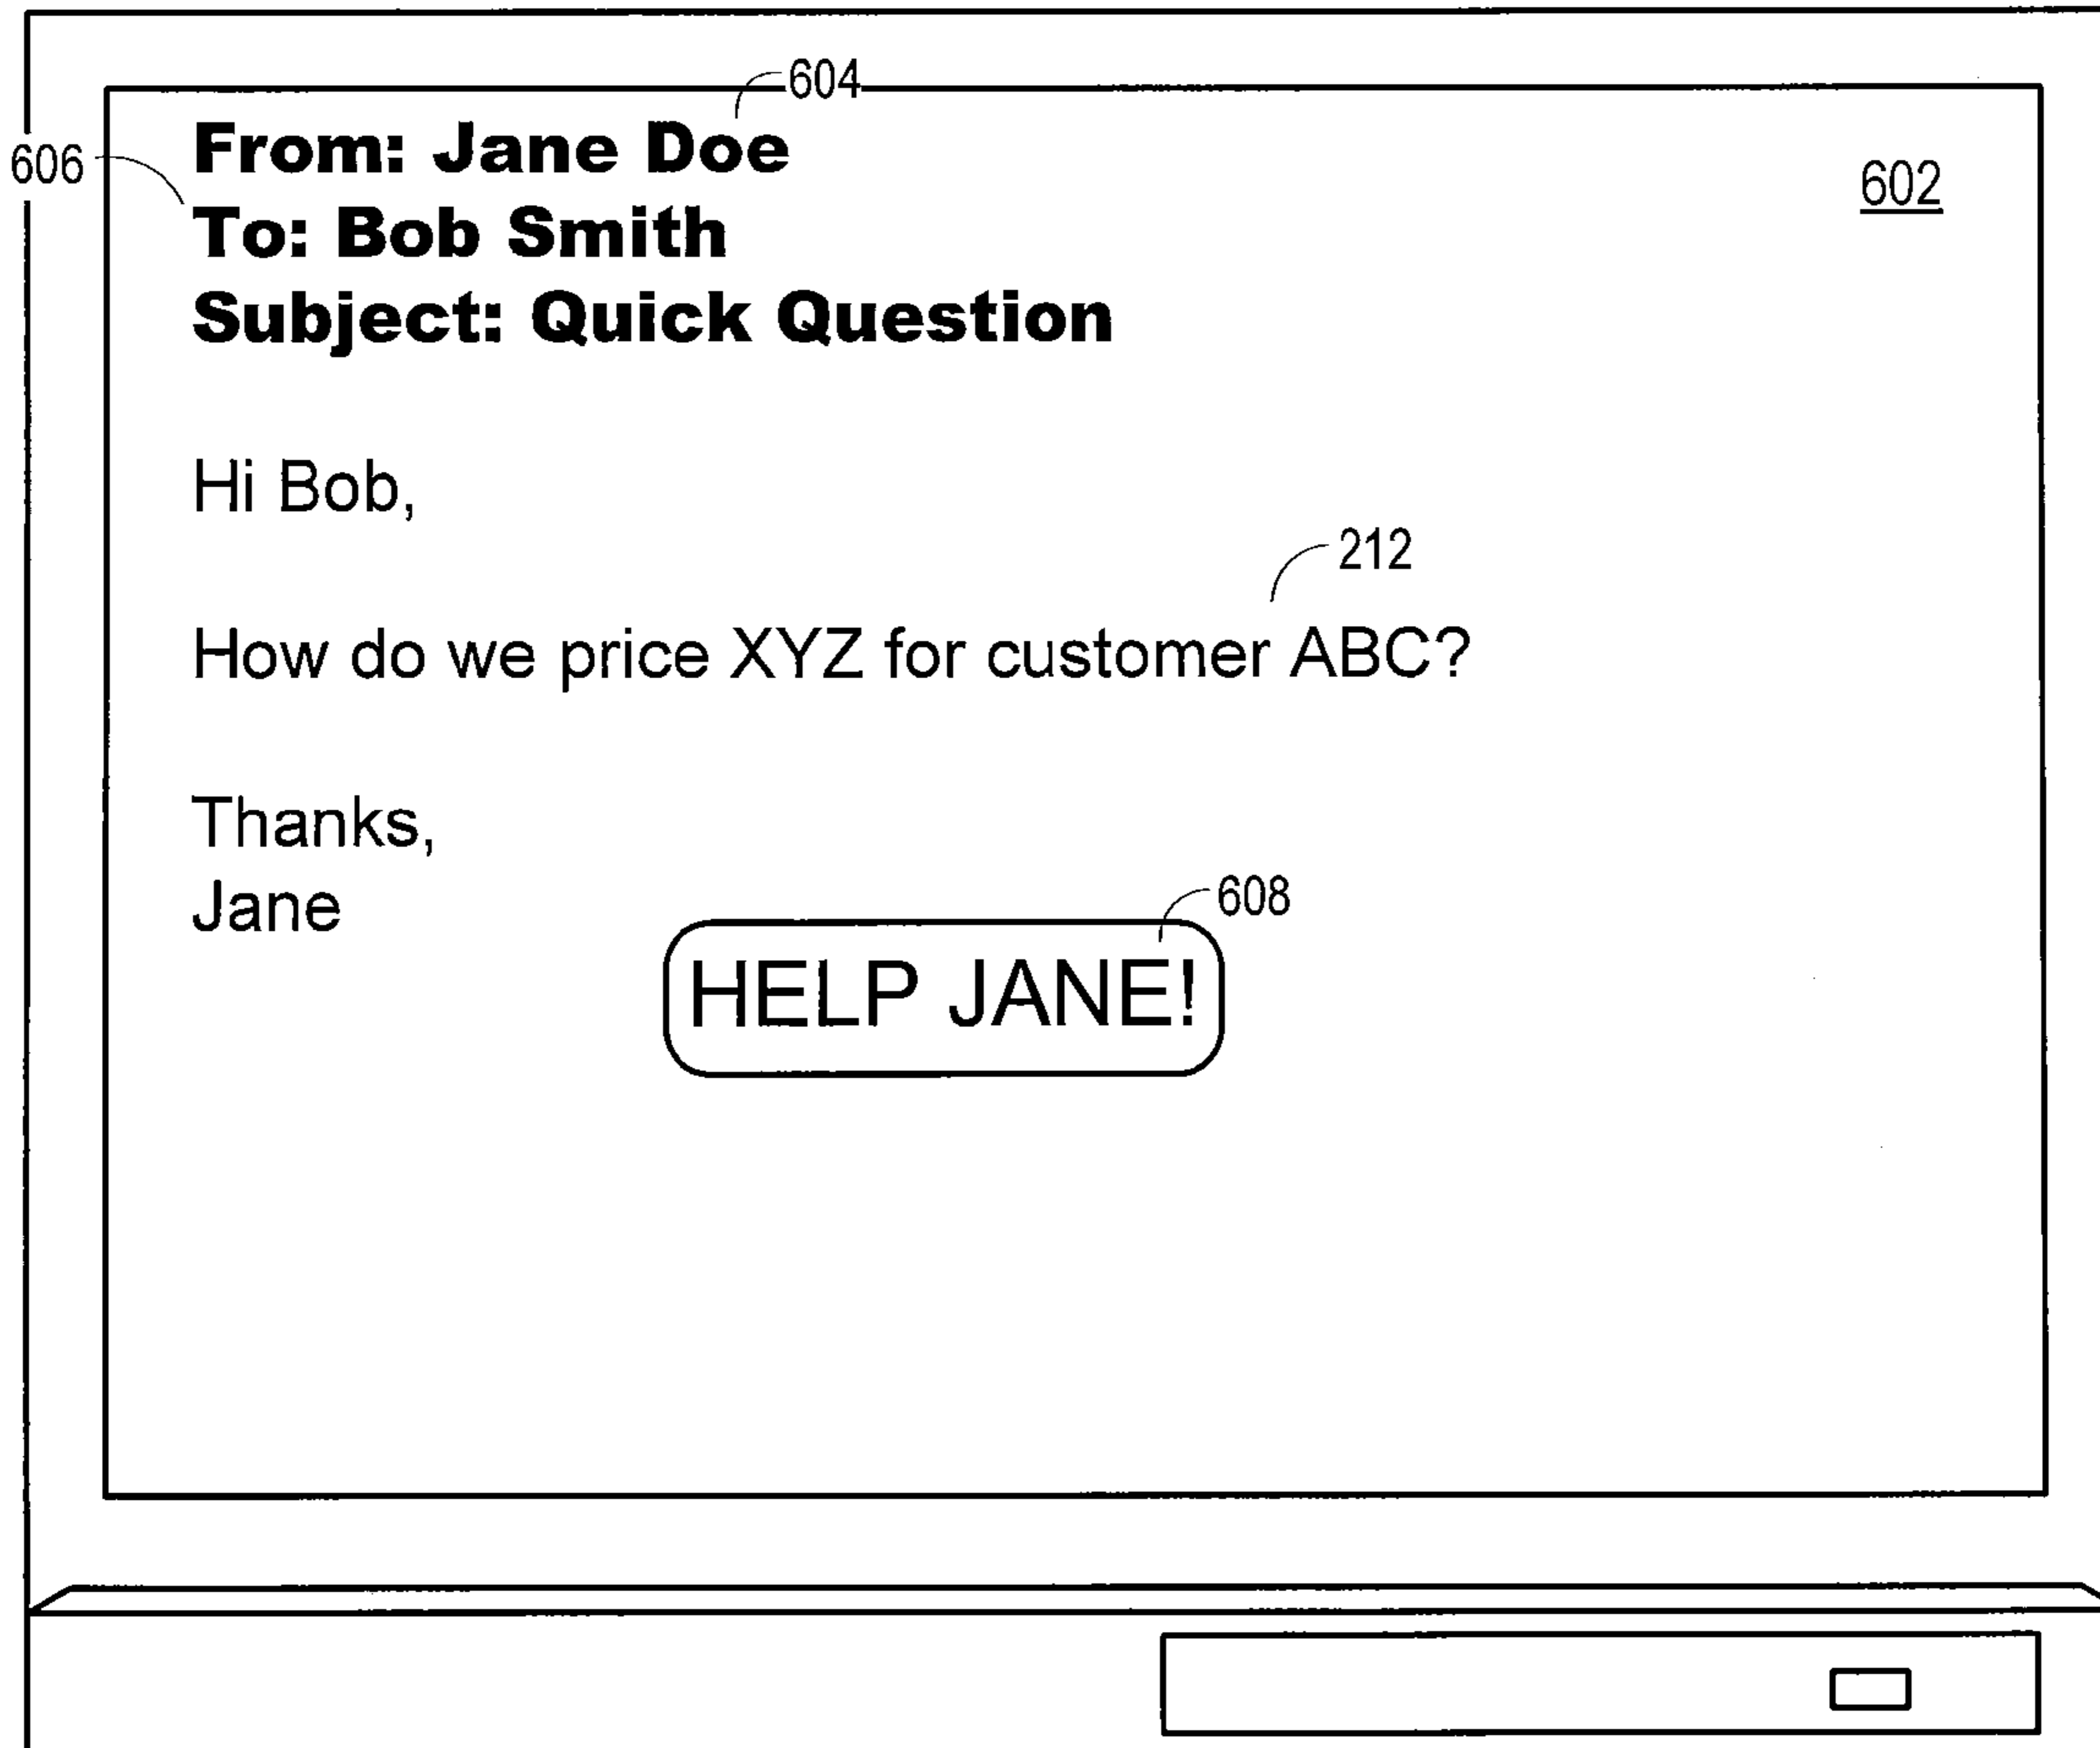 604
From: Jane Doe
606
602
To: Bob Smith
Subject: Quick Question
Hi Bob,
212
How do we price XYZ for customer ABC?
Thanks,
Jane
608
HELP JANE!